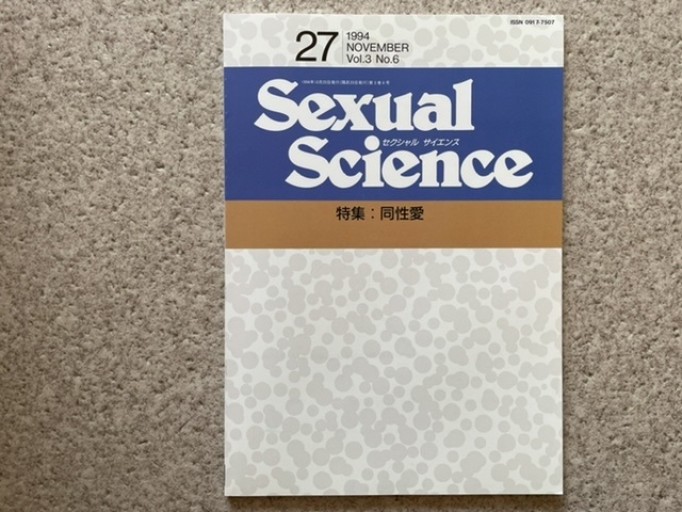 ISSN 0917-7507
27
1994
NOVEMBER
Vol.3 No.6
Sexual
セクシャル サイエンス
Science
特集：同性愛